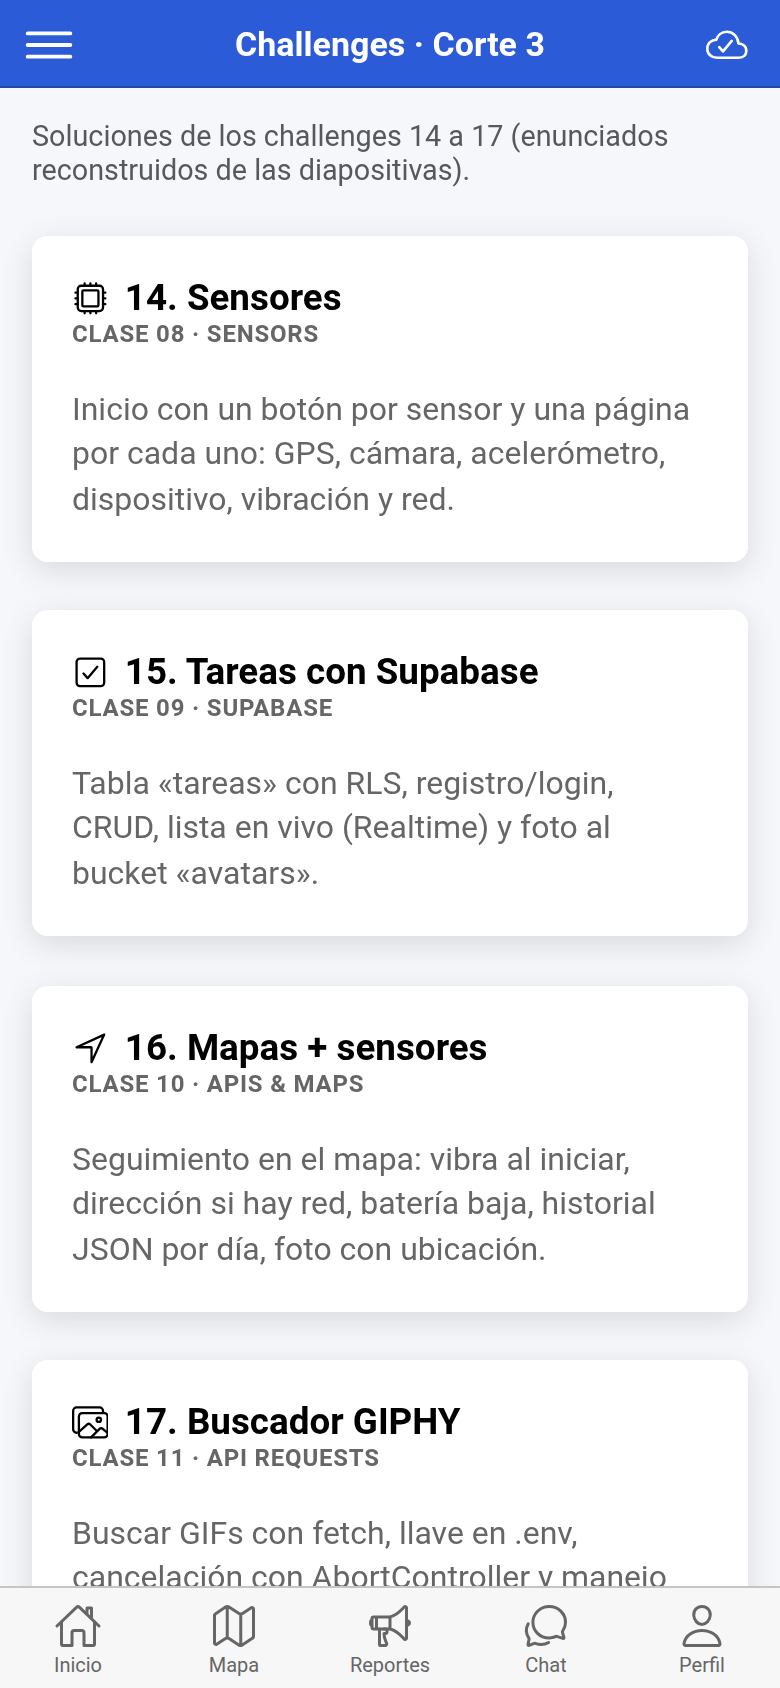 Challenges · Corte 3
Soluciones de los challenges 14 a 17 (enunciados
reconstruidos de las diapositivas).
14. Sensores
CLASE 08 · SENSORS
Inicio con un botón por sensor y una página
por cada uno: GPS, cámara, acelerómetro,
dispositivo, vibración y red.
15. Tareas con Supabase
CLASE 09 · SUPABASE
Tabla «tareas» con RLS, registro/login,
CRUD, lista en vivo (Realtime) y foto al
bucket «avatars».
16. Mapas + sensores
CLASE 10 · APIS & MAPS
Seguimiento en el mapa: vibra al iniciar,
dirección si hay red, batería baja, historial
JSON por día, foto con ubicación.
17. Buscador GIPHY
CLASE 11 · API REQUESTS
Buscar GIFs con fetch, llave en .env,
cancelación con AbortController y manejo
Inicio
Mapa
Reportes
Chat
Perfil